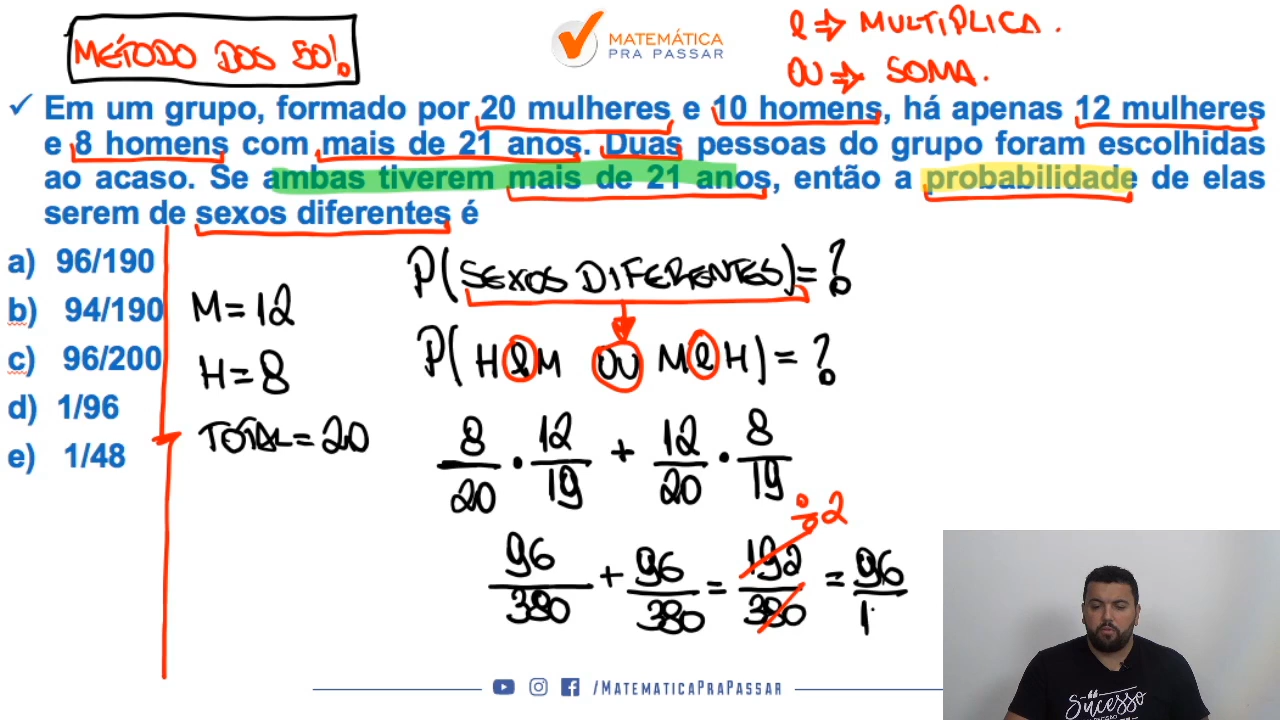 MÉTODO DOS 50!
MATEMÁTICA
PRA PASSAR
e ⇒ MULTIPLICA.
OU ⇒ SOMA.
✓ Em um grupo, formado por 20 mulheres e 10 homens, há apenas 12 mulheres
e 8 homens com mais de 21 anos. Duas pessoas do grupo foram escolhidas
ao acaso. Se ambas tiverem mais de 21 anos, então a probabilidade de elas
serem de sexos diferentes é
a) 96/190
b) 94/190
c) 96/200
d) 1/96
e) 1/48
M = 12
H = 8
TOTAL = 20
P(SEXOS DIFERENTES) = ?
P(H e M OU M e H) = ?
8/20 · 12/19 + 12/20 · 8/19
÷2
96/380 + 96/380 = 192/380 = 96/1
/MatematicaPraPassar
Sucesso